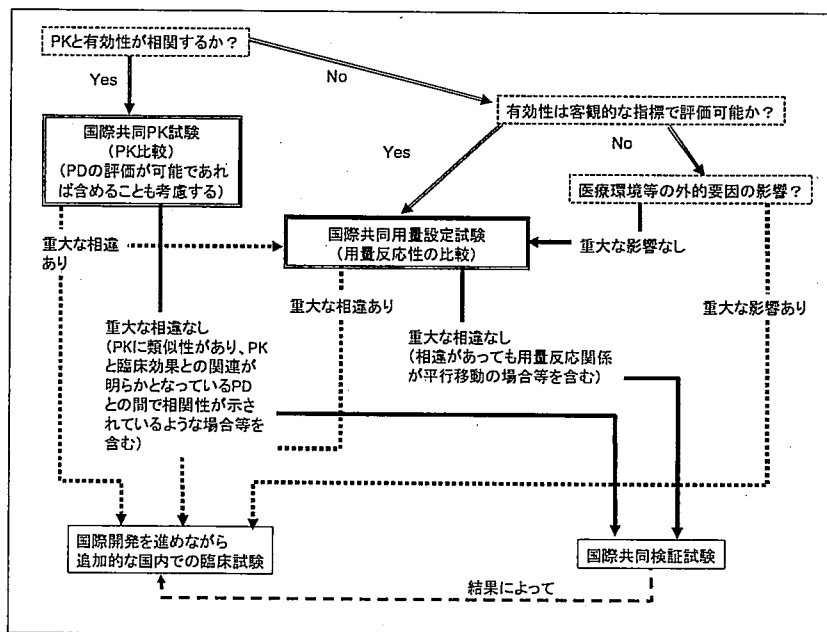 PKと有効性が相関するか？
Yes
No
有効性は客観的な指標で評価可能か？
国際共同PK試験
(PK比較)
(PDの評価が可能であれ
ば含めることも考慮する)
Yes
No
医療環境等の外的要因の影響？
重大な相違
あり
国際共同用量設定試験
(用量反応性の比較)
重大な影響なし
重大な相違あり
重大な影響あり
重大な相違なし
(PKに類似性があり、PK
と臨床効果との関連が
明らかとなっているPD
との間で相関性が示さ
れているような場合等を
含む)
重大な相違なし
(相違があっても用量反応関係
が平行移動の場合等を含む)
国際開発を進めながら
追加的な国内での臨床試験
国際共同検証試験
結果によって